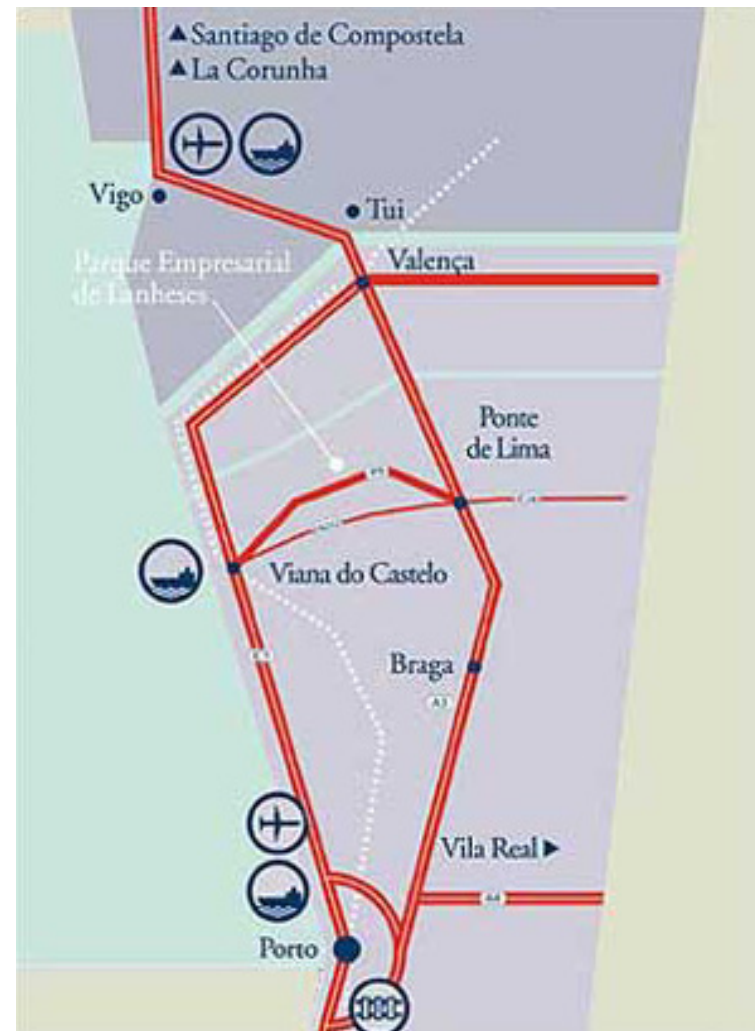 Santiago de Compostela
La Corunha
Vigo
Tui
Parque Empresarial
de Lanheses
Valença
Ponte
de Lima
Viana do Castelo
Braga
A3
Vila Real
A4
Porto